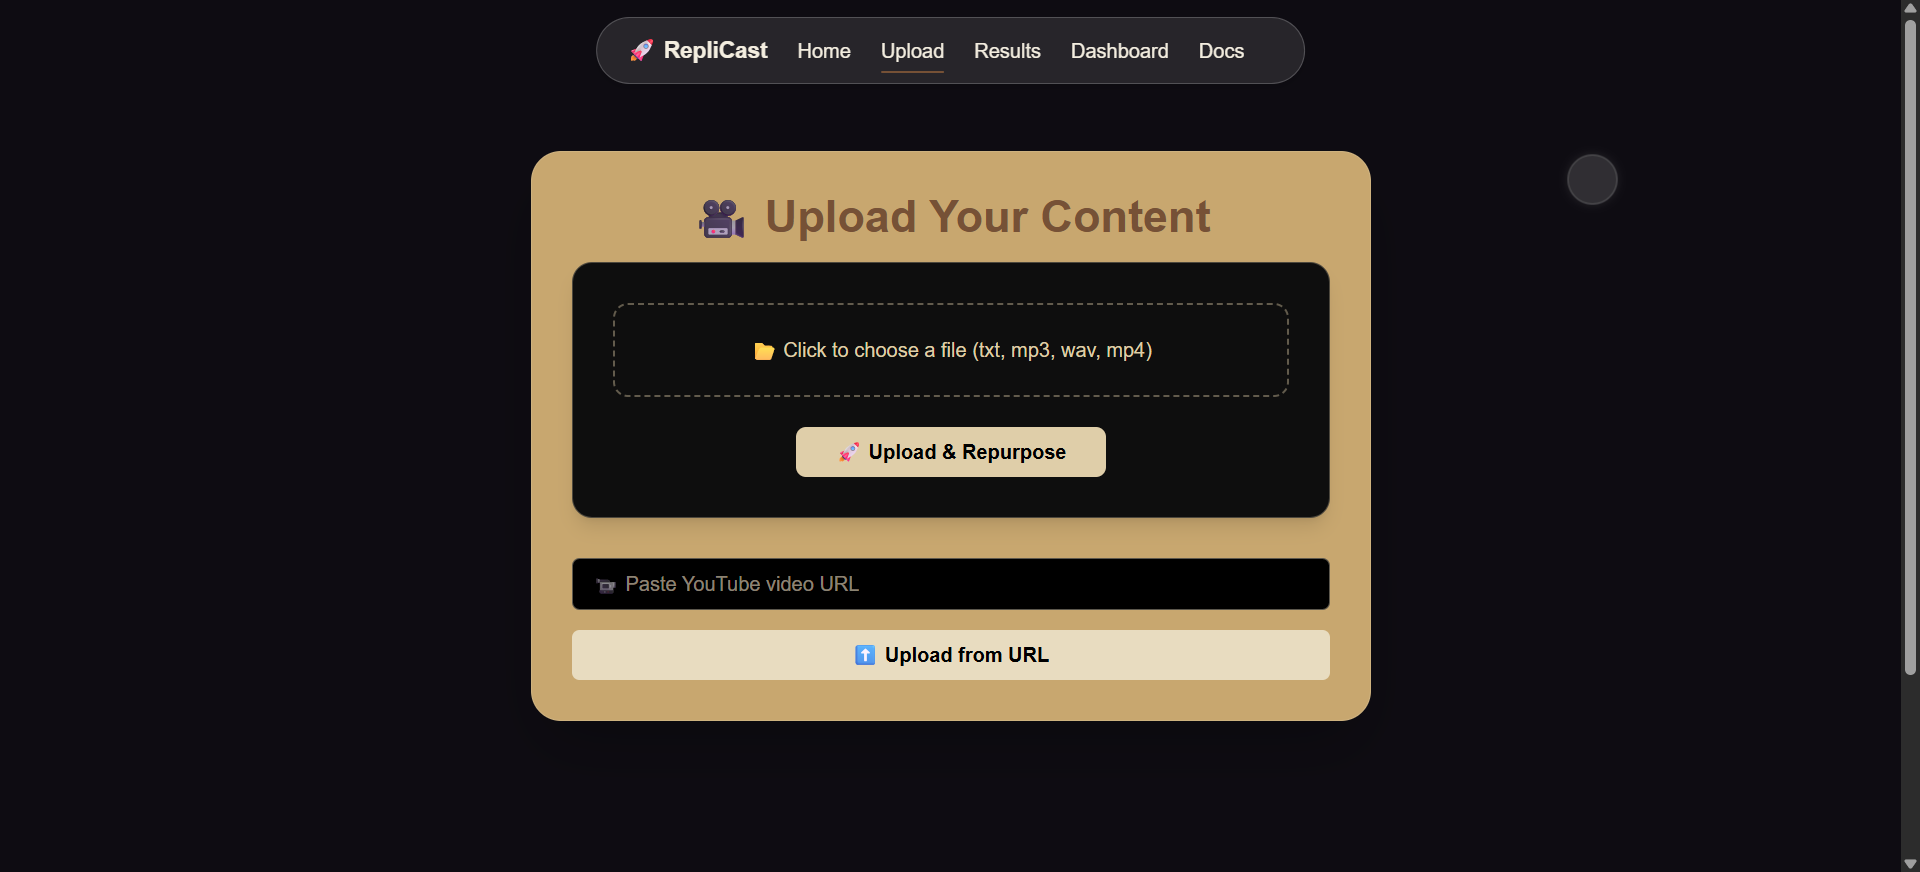 🚀 RepliCast Home Upload Results Dashboard Docs
🎥 Upload Your Content
📂 Click to choose a file (txt, mp3, wav, mp4)
🚀 Upload & Repurpose
📹 Paste YouTube video URL
⬆️ Upload from URL